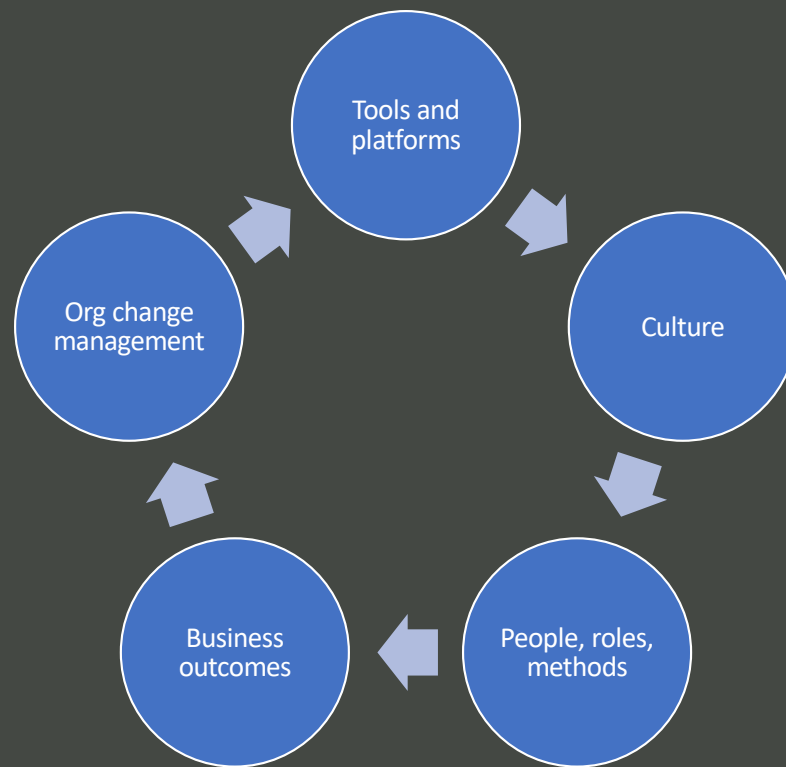 Tools and
platforms
Culture
People, roles,
methods
Business
outcomes
Org change
management